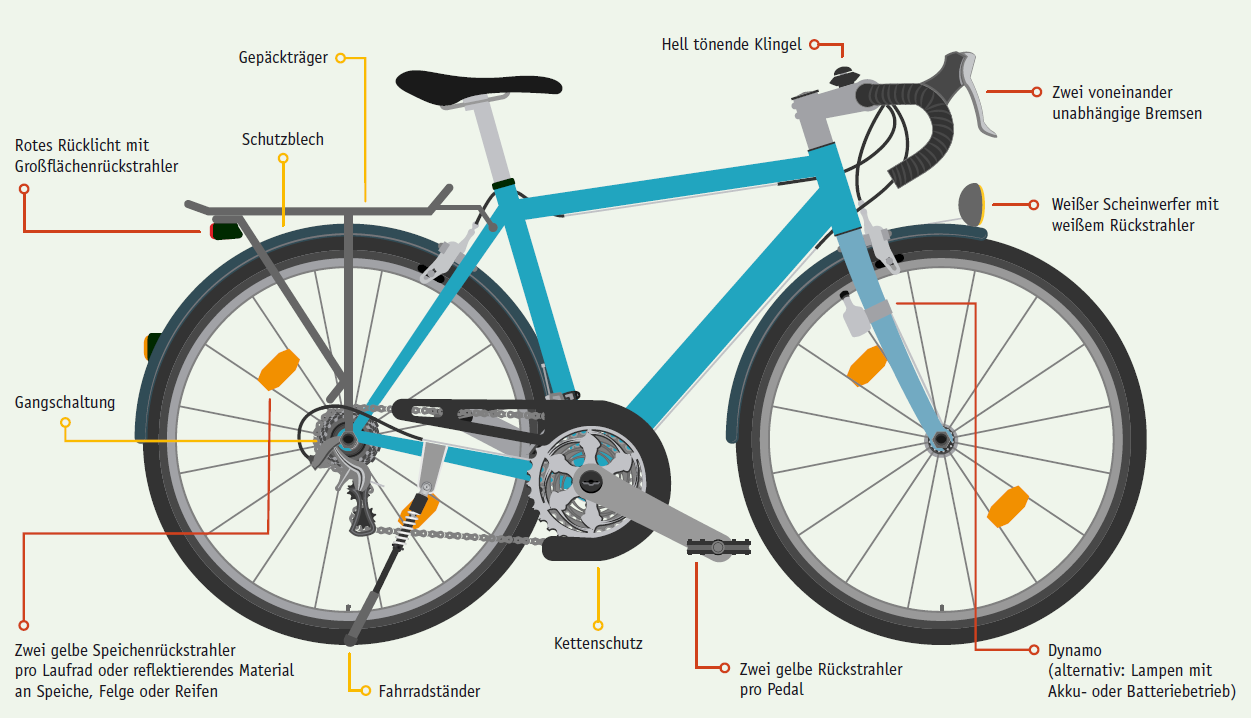 Hell tönende Klingel
Gepäckträger
Zwei voneinander
unabhängige Bremsen
Schutzblech
Rotes Rücklicht mit
Großflächenrückstrahler
Weißer Scheinwerfer mit
weißem Rückstrahler
Gangschaltung
Kettenschutz
Zwei gelbe Speichenrückstrahler
pro Laufrad oder reflektierendes Material
an Speiche, Felge oder Reifen
Fahrradständer
Zwei gelbe Rückstrahler
pro Pedal
Dynamo
(alternativ: Lampen mit
Akku- oder Batteriebetrieb)